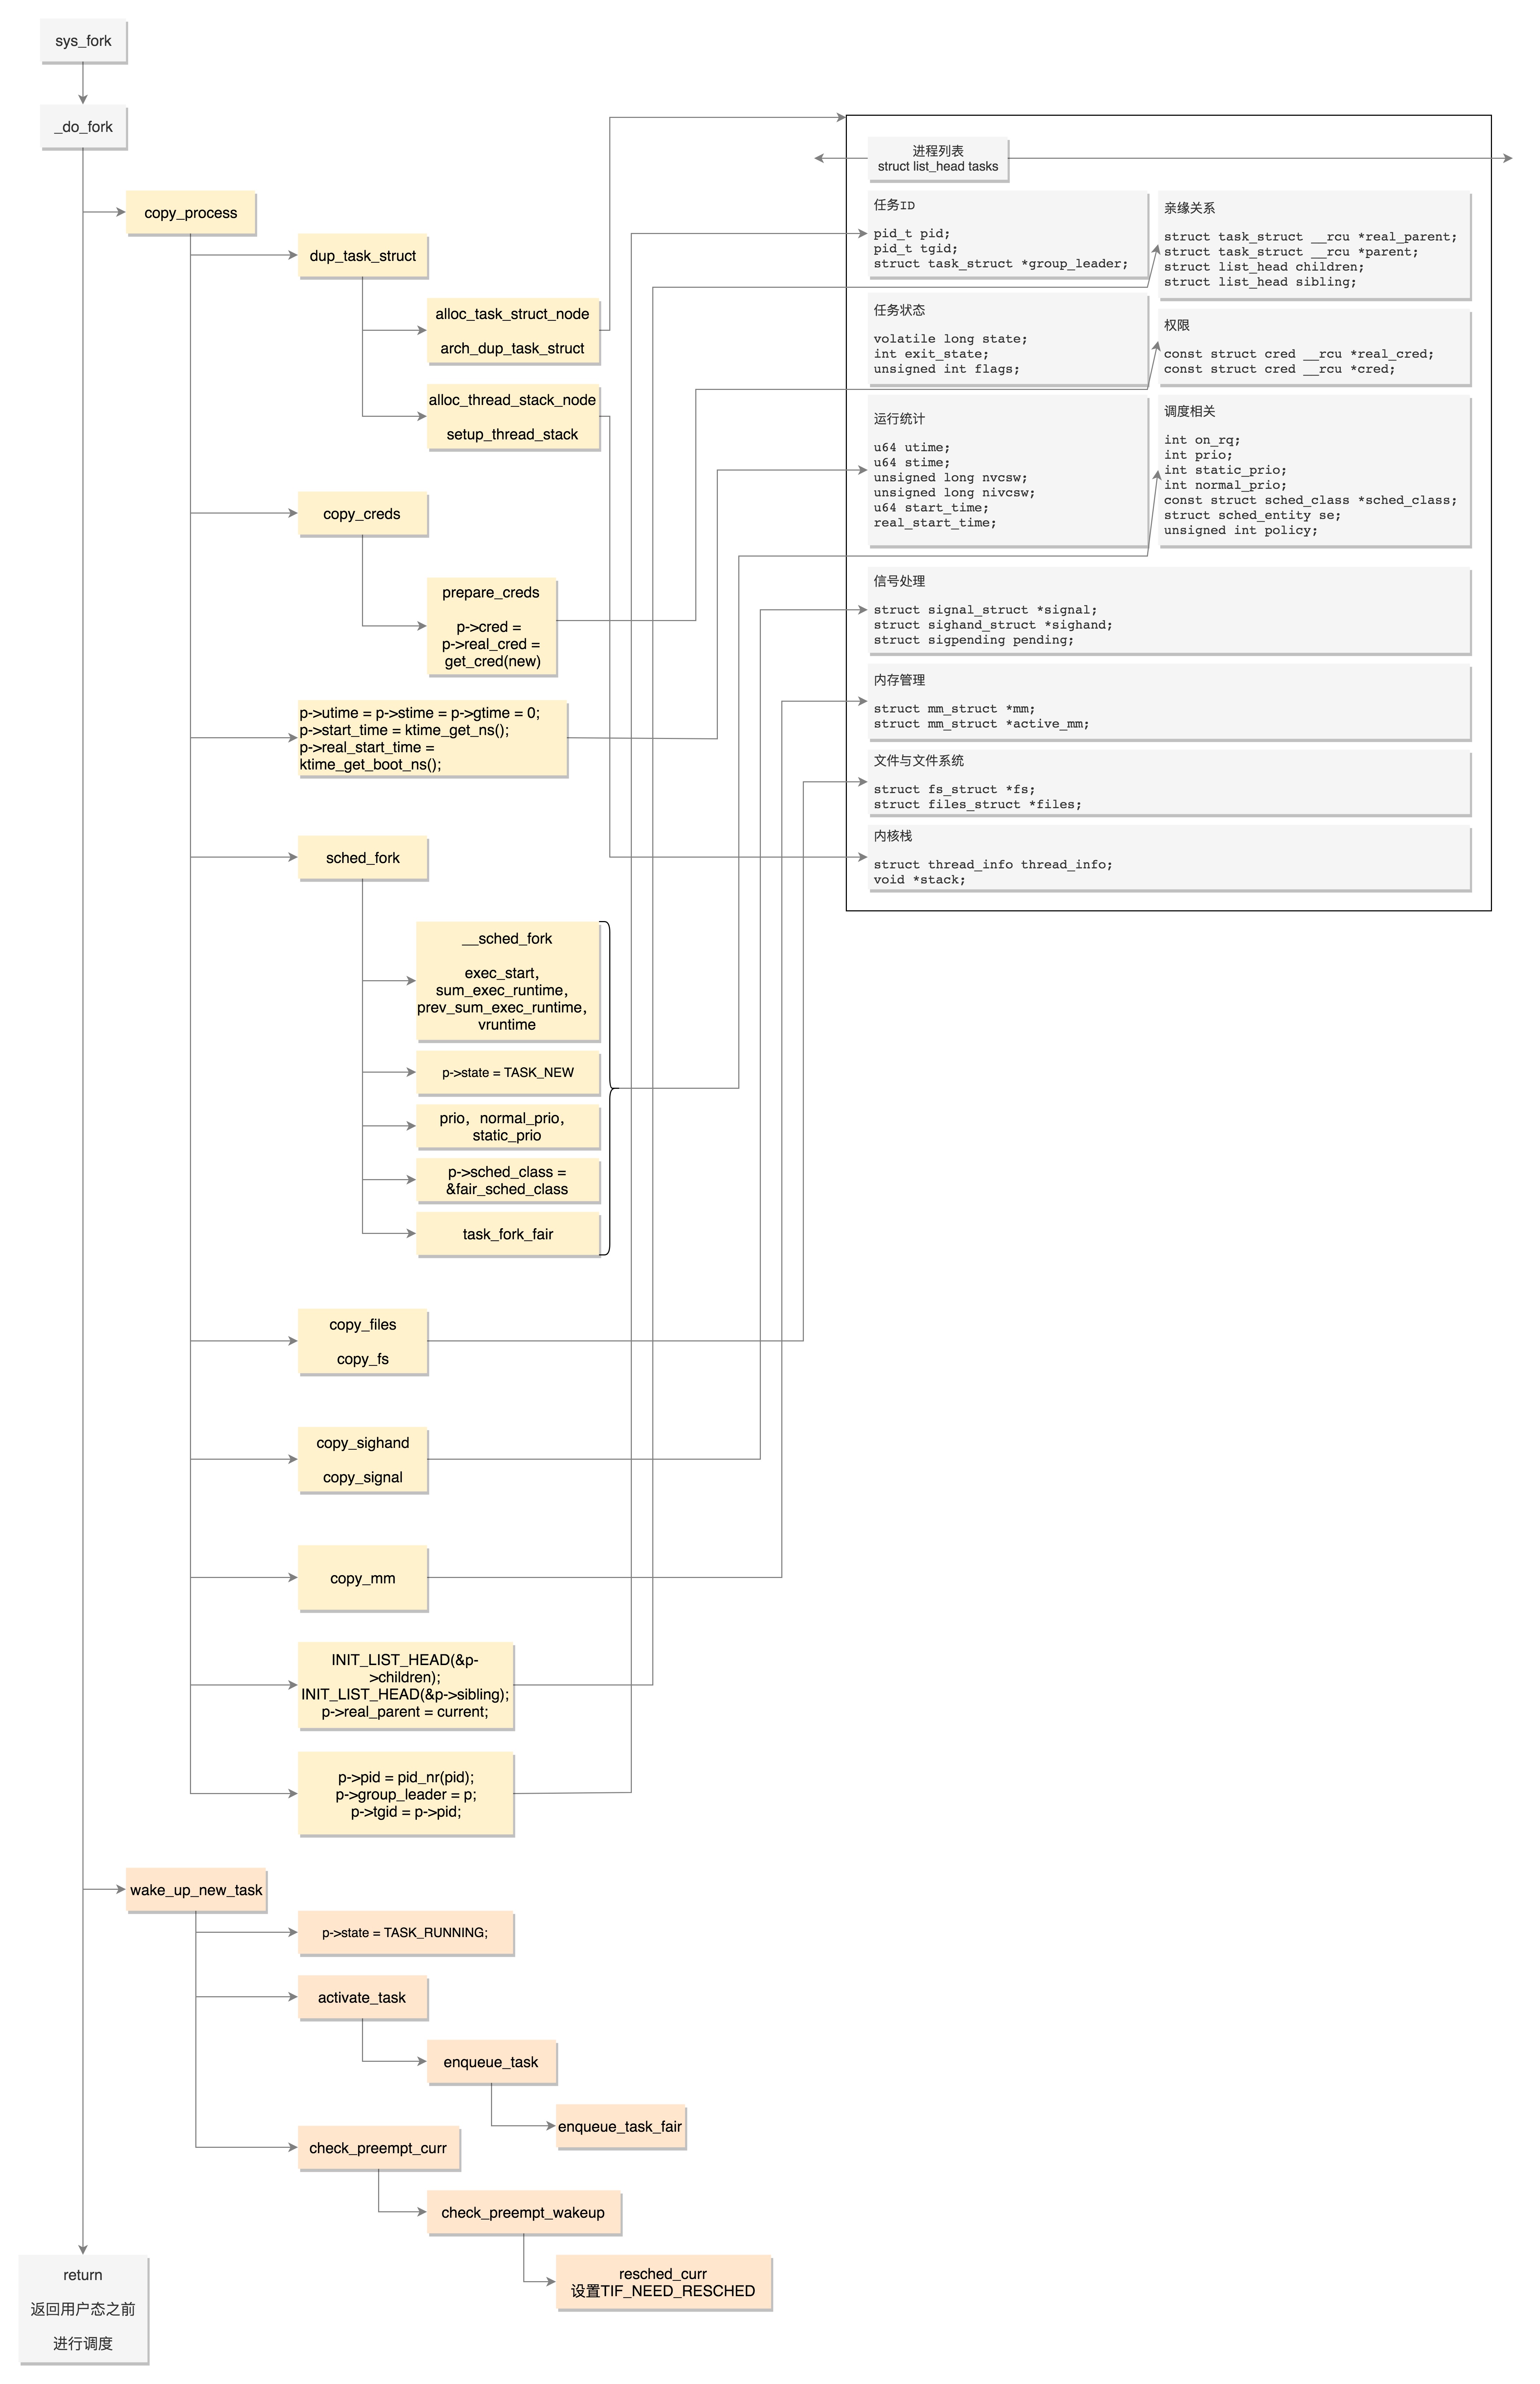 sys_fork
_do_fork
copy_process
dup_task_struct
alloc_task_struct_node
arch_dup_task_struct
alloc_thread_stack_node
setup_thread_stack
copy_creds
prepare_creds
p->cred =
p->real_cred =
get_cred(new)
p->utime = p->stime = p->gtime = 0;
p->start_time = ktime_get_ns();
p->real_start_time =
ktime_get_boot_ns();
sched_fork
__sched_fork
exec_start,
sum_exec_runtime,
prev_sum_exec_runtime,
vruntime
p->state = TASK_NEW
prio, normal_prio,
static_prio
p->sched_class =
&fair_sched_class
task_fork_fair
copy_files
copy_fs
copy_sighand
copy_signal
copy_mm
INIT_LIST_HEAD(&p-
>children);
INIT_LIST_HEAD(&p->sibling);
p->real_parent = current;
p->pid = pid_nr(pid);
p->group_leader = p;
p->tgid = p->pid;
wake_up_new_task
p->state = TASK_RUNNING;
activate_task
enqueue_task
enqueue_task_fair
check_preempt_curr
check_preempt_wakeup
resched_curr
设置TIF_NEED_RESCHED
return
返回用户态之前
进行调度
进程列表
struct list_head tasks
任务ID
pid_t pid;
pid_t tgid;
struct task_struct *group_leader;
亲缘关系
struct task_struct __rcu *real_parent;
struct task_struct __rcu *parent;
struct list_head children;
struct list_head sibling;
任务状态
volatile long state;
int exit_state;
unsigned int flags;
权限
const struct cred __rcu *real_cred;
const struct cred __rcu *cred;
运行统计
u64 utime;
u64 stime;
unsigned long nvcsw;
unsigned long nivcsw;
u64 start_time;
real_start_time;
调度相关
int on_rq;
int prio;
int static_prio;
int normal_prio;
const struct sched_class *sched_class;
struct sched_entity se;
unsigned int policy;
信号处理
struct signal_struct *signal;
struct sighand_struct *sighand;
struct sigpending pending;
内存管理
struct mm_struct *mm;
struct mm_struct *active_mm;
文件与文件系统
struct fs_struct *fs;
struct files_struct *files;
内核栈
struct thread_info thread_info;
void *stack;